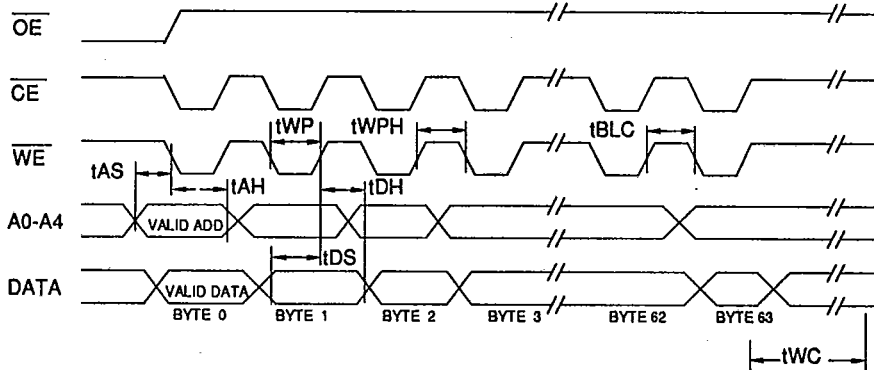 OE
CE
tWP tWPH tBLC
WE
tAS tAH tDH
A0-A4 VALID ADD
tDS
DATA VALID DATA
BYTE 0 BYTE 1 BYTE 2 BYTE 3 BYTE 62 BYTE 63
tWC